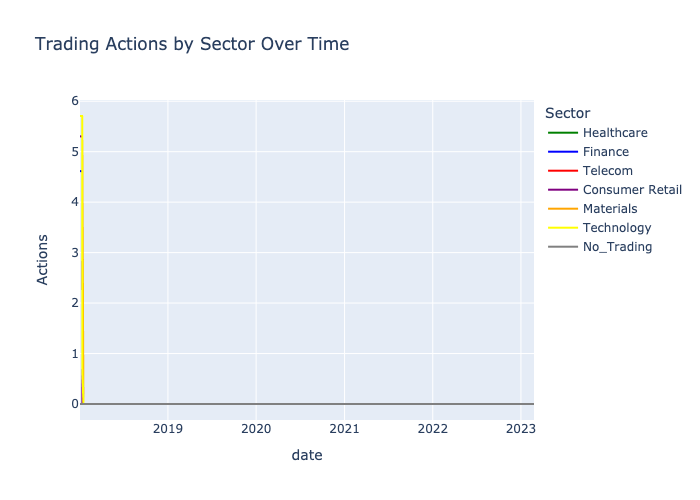 Trading Actions by Sector Over Time
Sector
Healthcare
Finance
Telecom
Consumer Retail
Materials
Technology
No_Trading
Actions
6
5
4
3
2
1
0
2019 2020 2021 2022 2023
date